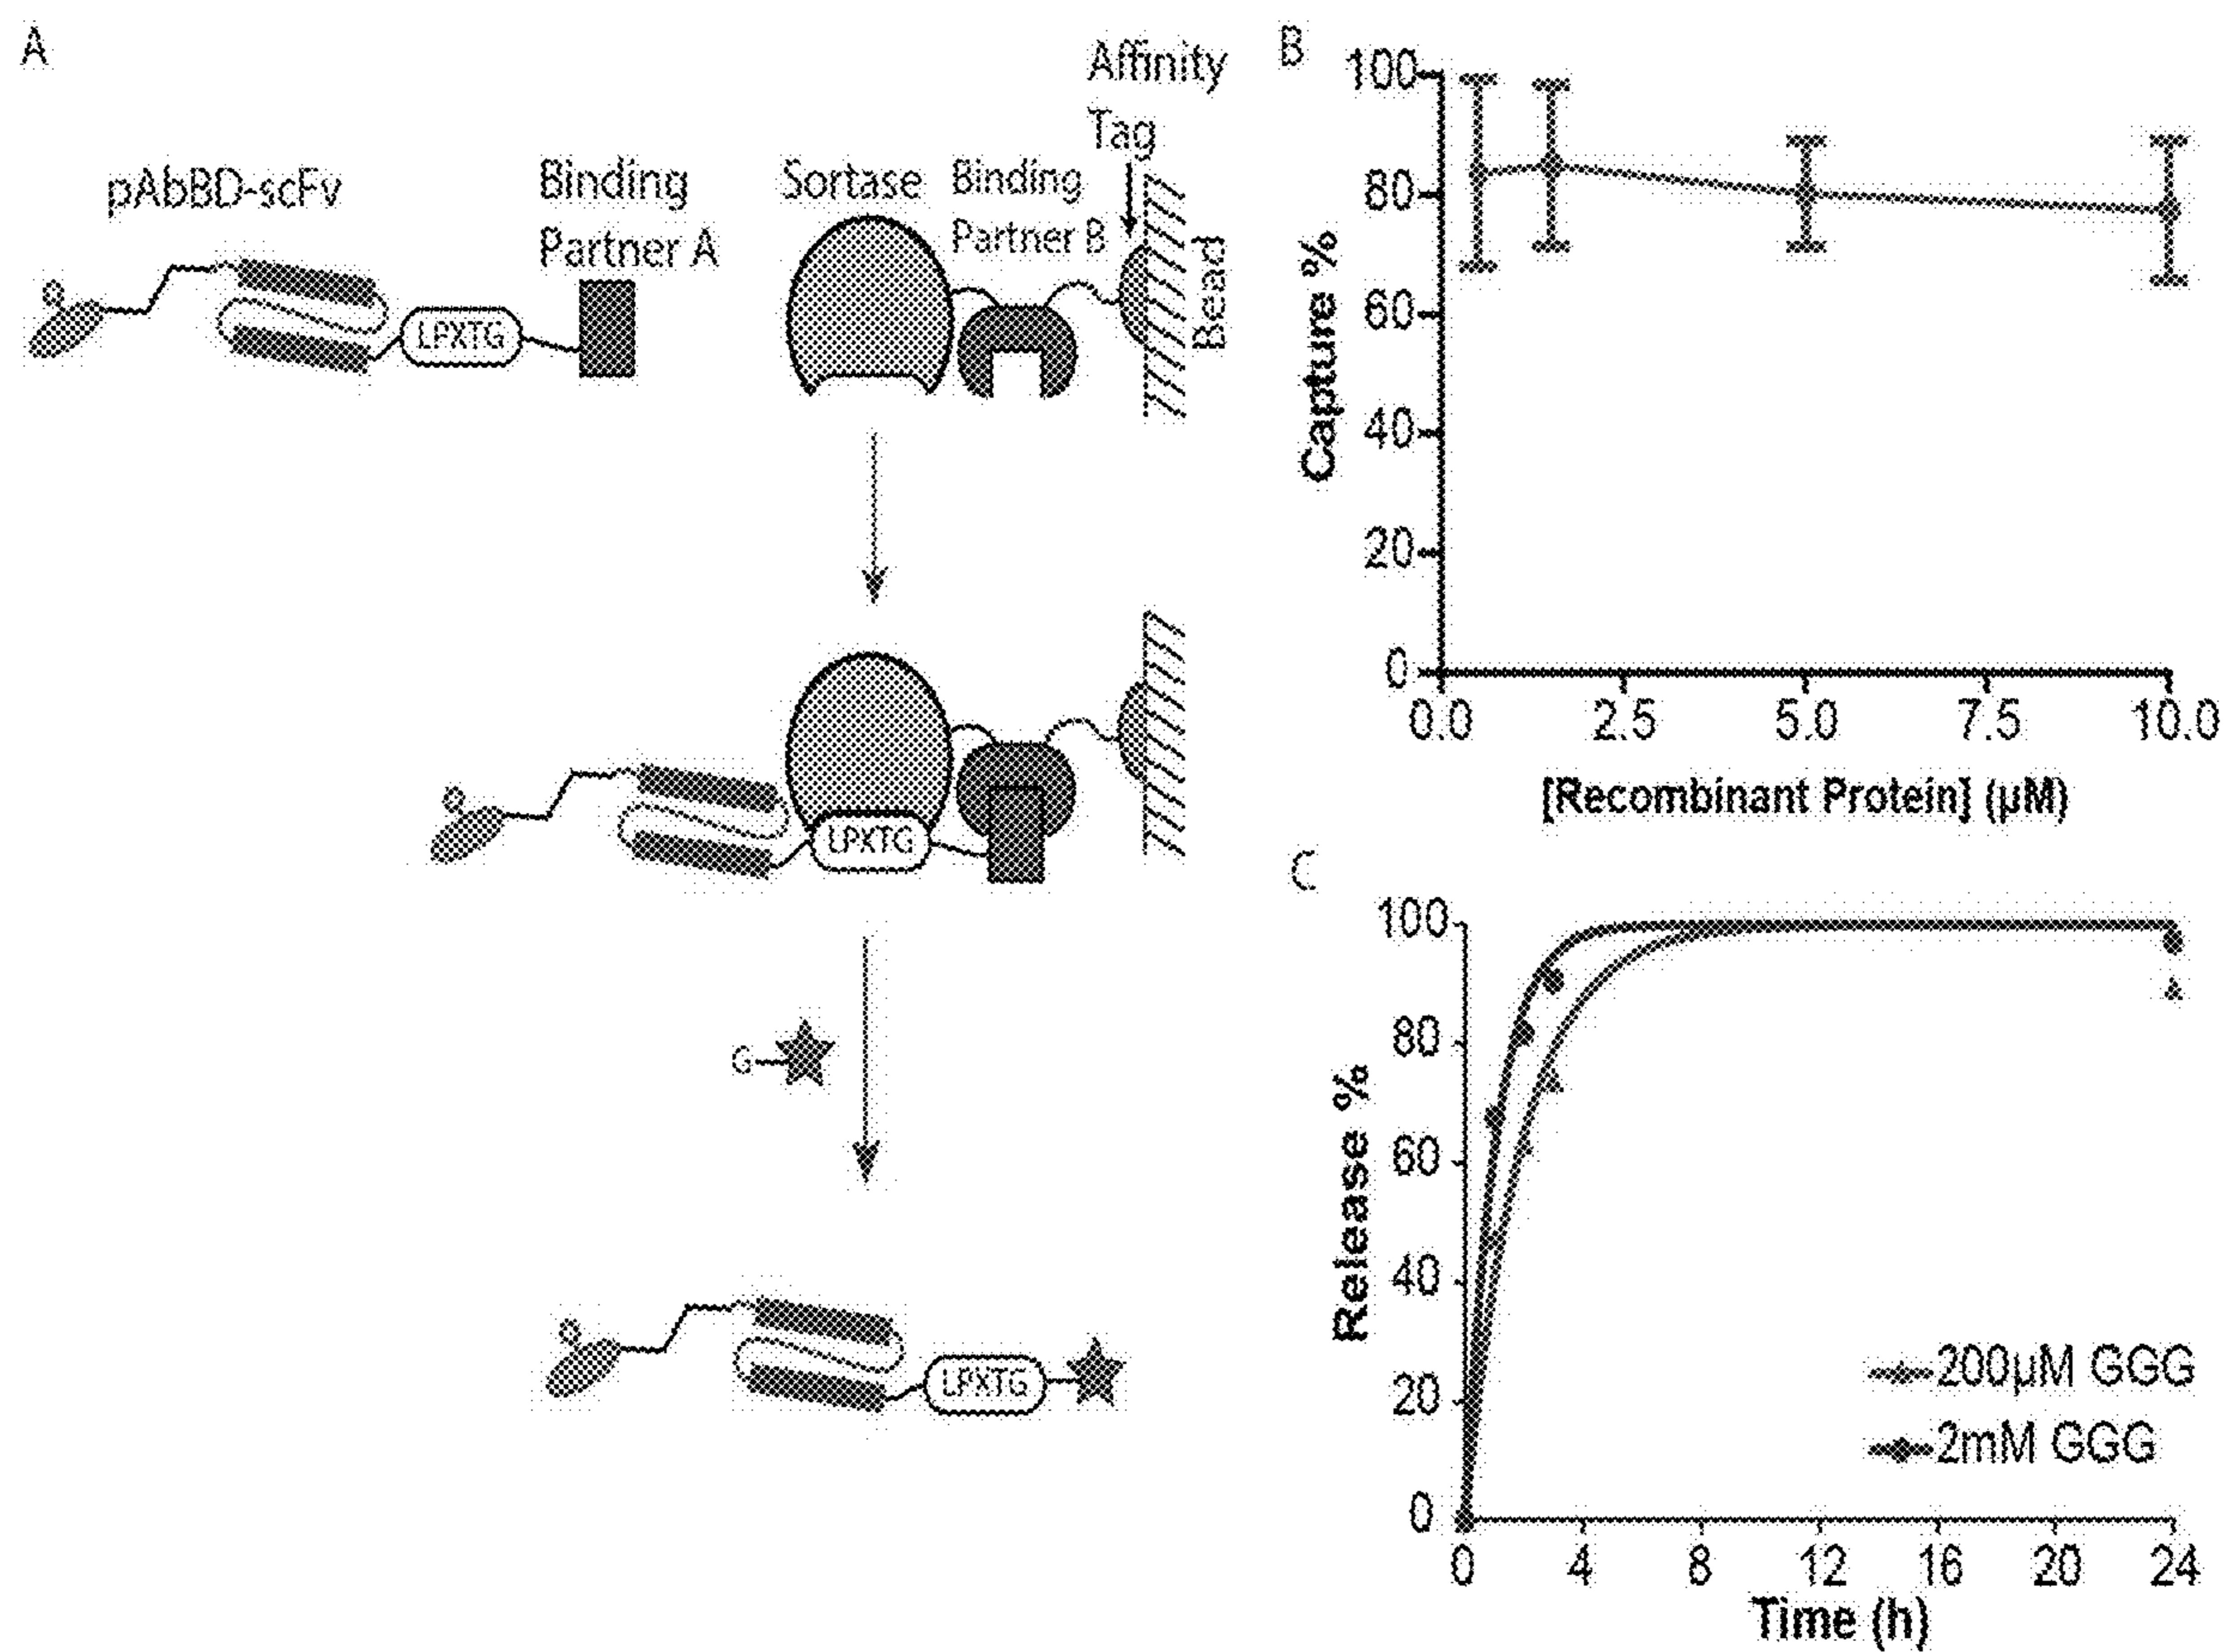 A
pAbBD-scFv
Binding
Partner A
Sortase
Binding
Partner B
Affinity
Tag
Bead
LPXTG
LPXTG
G
LPXTG
B
100
80
60
40
20
0
Capture %
0.0 2.5 5.0 7.5 10.0
[Recombinant Protein] (µM)
C
100
80
60
40
20
0
Release %
200µM GGG
2mM GGG
0 4 8 12 16 20 24
Time (h)